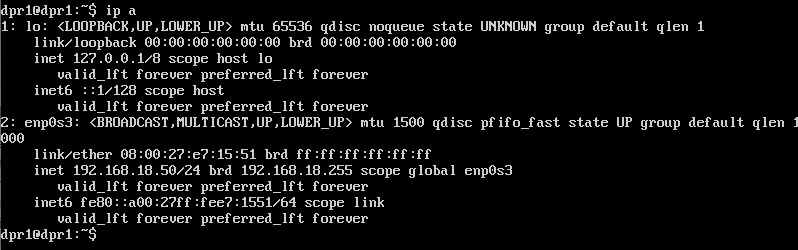 dpr1@dpr1:~$ ip a
1: lo: <LOOPBACK,UP,LOWER_UP> mtu 65536 qdisc noqueue state UNKNOWN group default qlen 1
    link/loopback 00:00:00:00:00:00 brd 00:00:00:00:00:00
    inet 127.0.0.1/8 scope host lo
       valid_lft forever preferred_lft forever
    inet6 ::1/128 scope host
       valid_lft forever preferred_lft forever
2: enp0s3: <BROADCAST,MULTICAST,UP,LOWER_UP> mtu 1500 qdisc pfifo_fast state UP group default qlen 1
000
    link/ether 08:00:27:e7:15:51 brd ff:ff:ff:ff:ff:ff
    inet 192.168.18.50/24 brd 192.168.18.255 scope global enp0s3
       valid_lft forever preferred_lft forever
    inet6 fe80::a00:27ff:fee7:1551/64 scope link
       valid_lft forever preferred_lft forever
dpr1@dpr1:~$